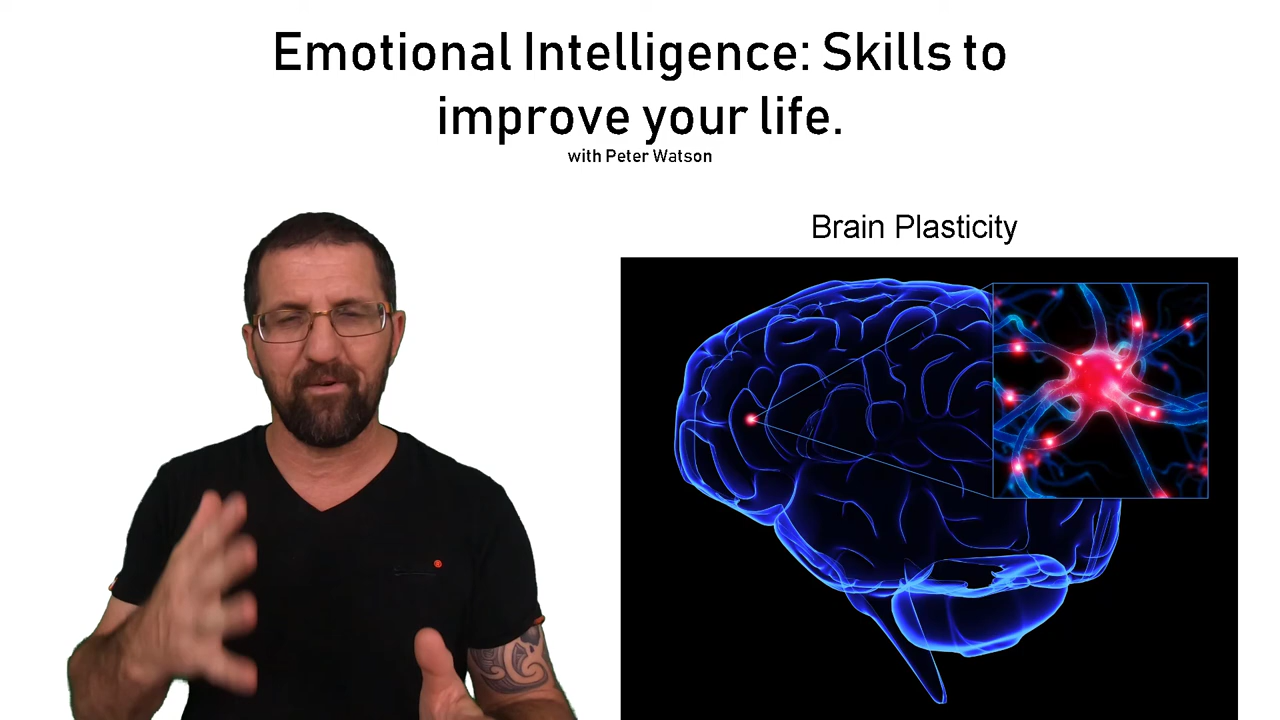 Emotional Intelligence: Skills to
improve your life.
with Peter Watson
Brain Plasticity